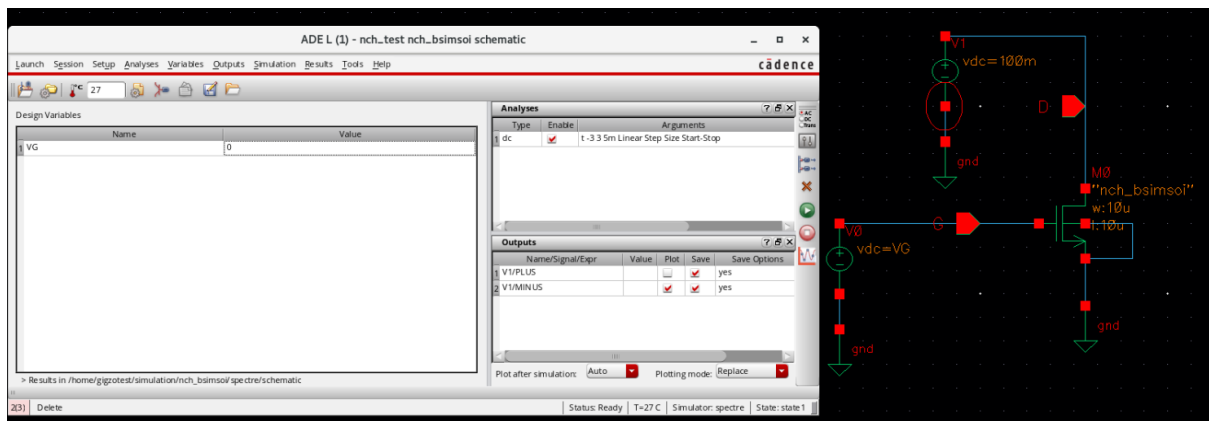 ADE L (1) - nch_test nch_bsimsoi schematic
Launch Session Setup Analyses Variables Outputs Simulation Results Tools Help
cādence
T°C 27
Design Variables
Name Value
1 VG 0
> Results in /home/gigzotest/simulation/nch_bsimsoi/spectre/schematic
Analyses
Type Enable Arguments
1 dc t -3 3 5m Linear Step Size Start-Stop
AC
DC
Trans
Outputs
Name/Signal/Expr Value Plot Save Save Options
1 V1/PLUS yes
2 V1/MINUS yes
Plot after simulation: Auto Plotting mode: Replace
2(3) Delete
Status: Ready T=27 C Simulator: spectre State: state1
V1
vdc=100m
D
gnd
M0
"nch_bsimsoi"
w:10u
l:10u
G
V0
vdc=VG
gnd
gnd